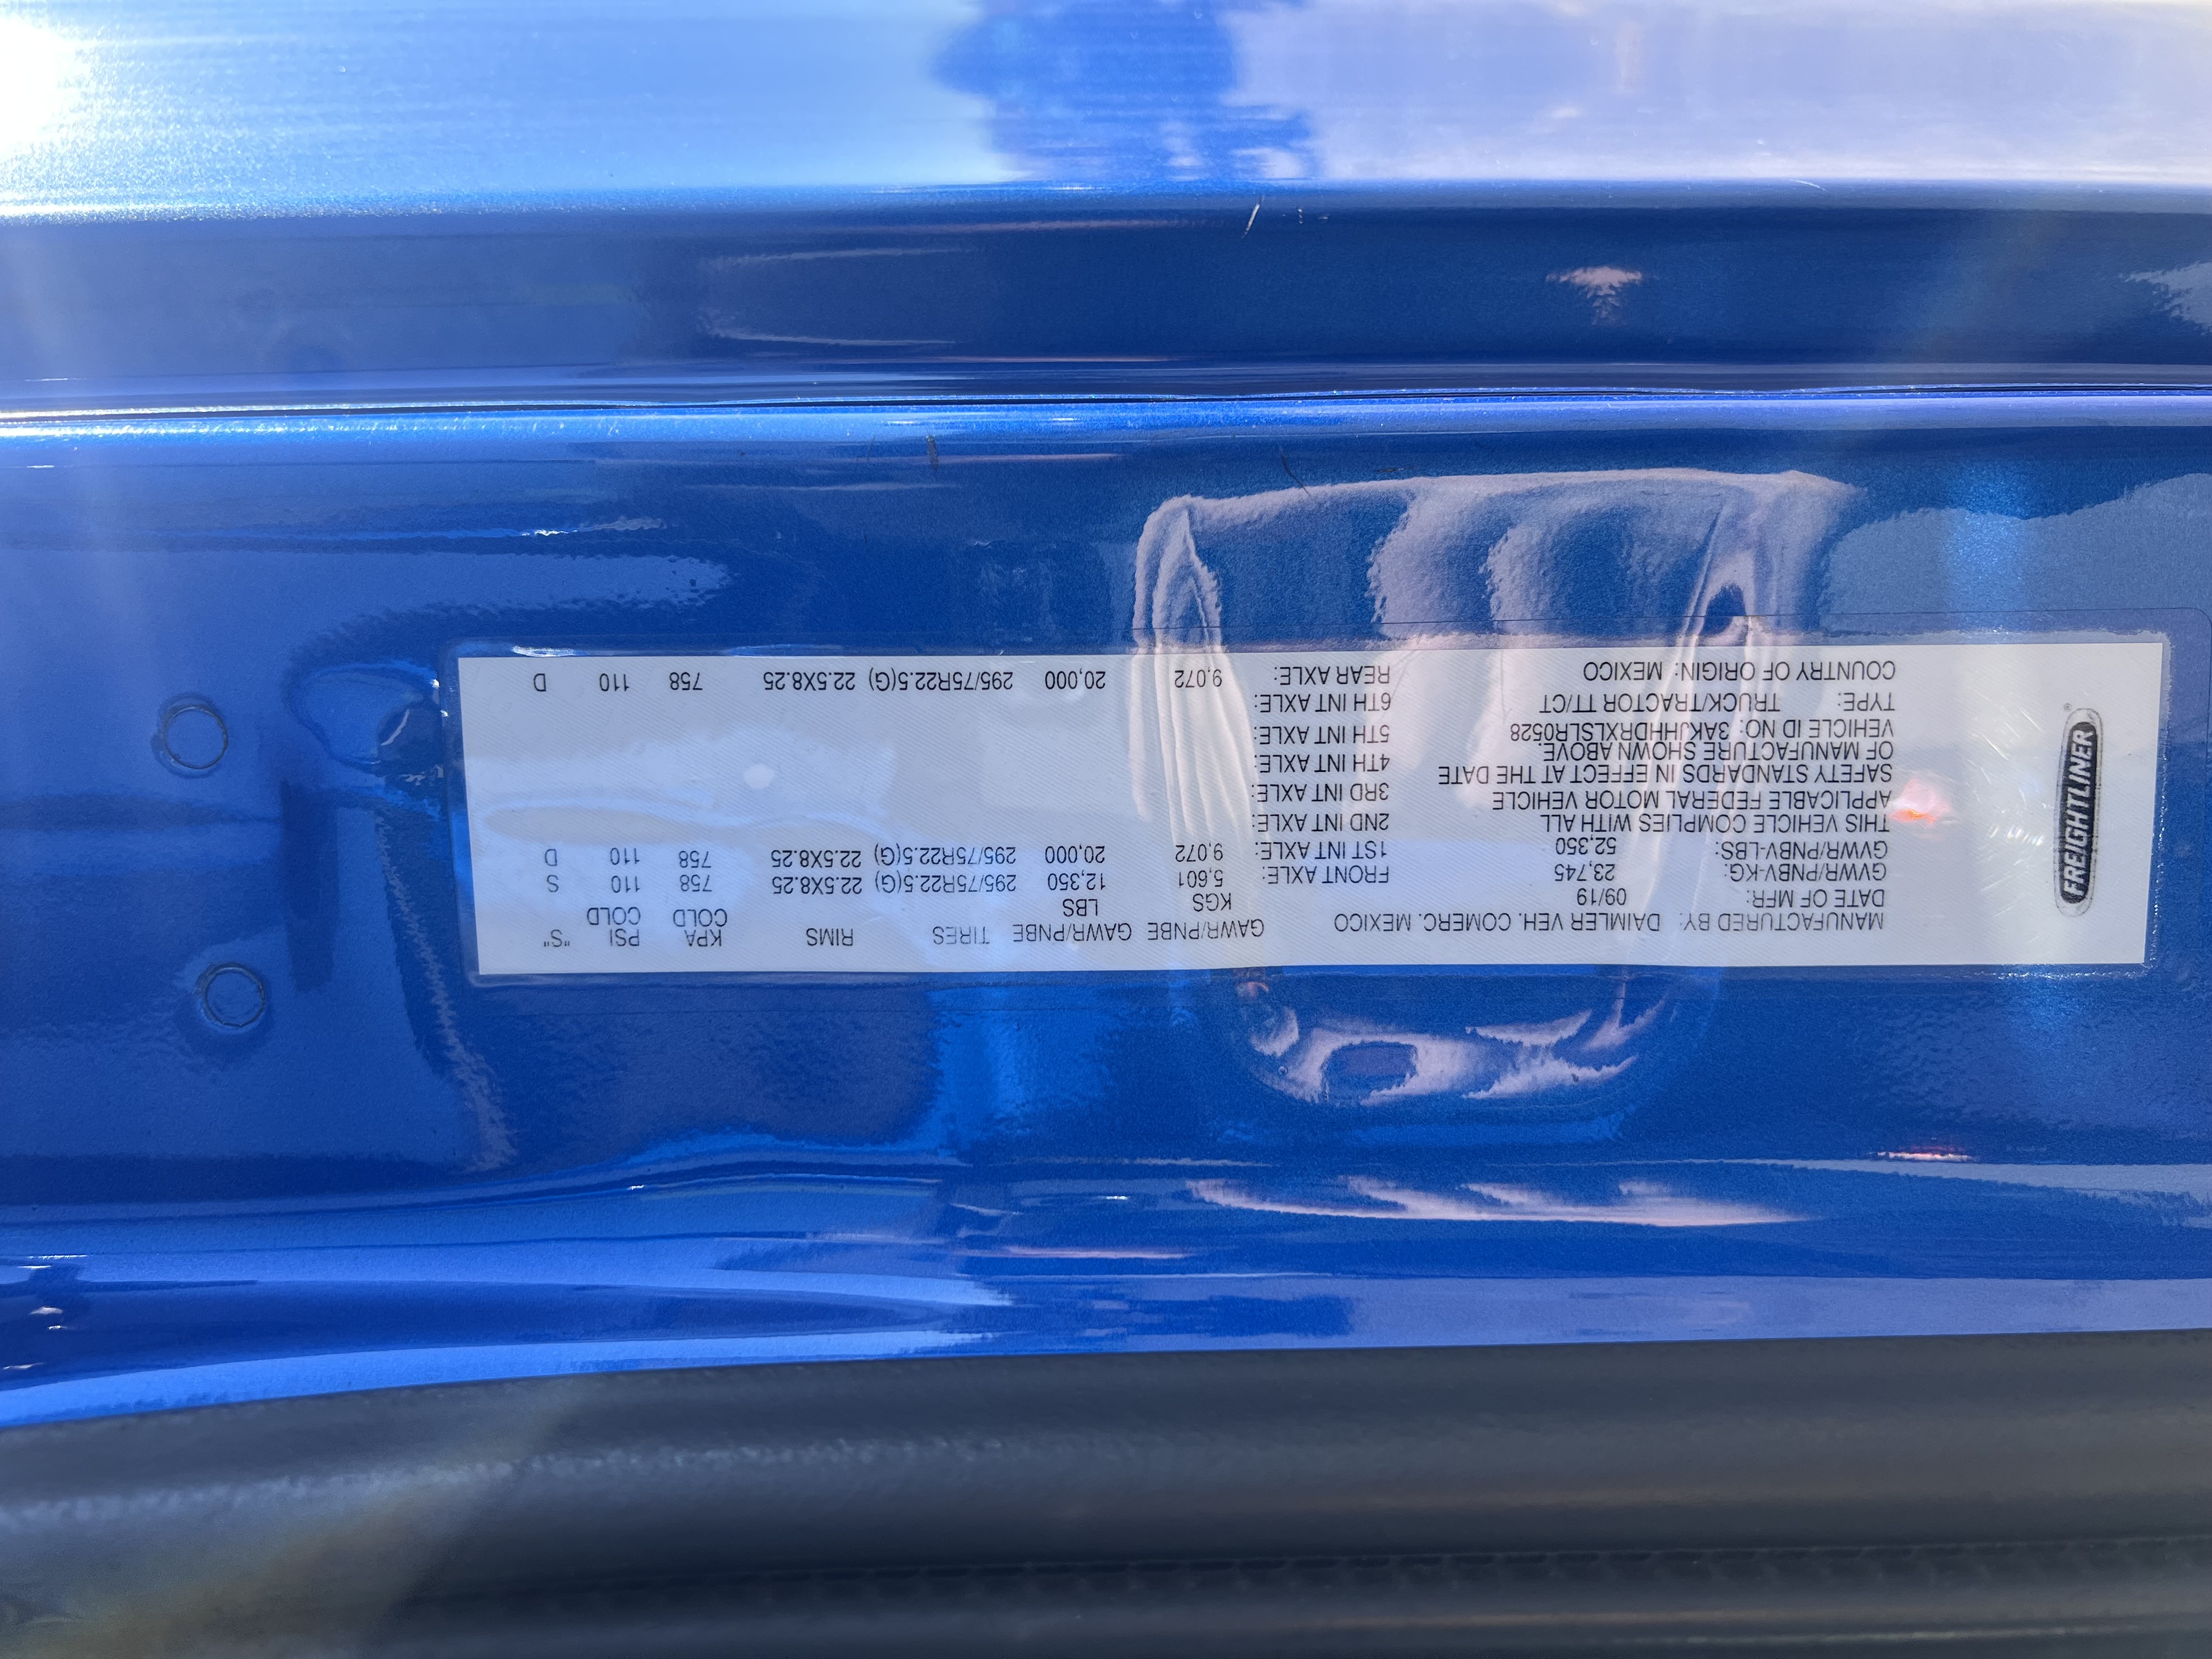 FREIGHTLINER®
MANUFACTURED BY: DAIMLER VEH. COMERC. MEXICO
DATE OF MFR: 09/19
GVWR/PNBV-KG: 23,745
GVWR/PNBV-LBS: 52,350
THIS VEHICLE COMPLIES WITH ALL
APPLICABLE FEDERAL MOTOR VEHICLE
SAFETY STANDARDS IN EFFECT AT THE DATE
OF MANUFACTURE SHOWN ABOVE.
VEHICLE ID NO: 3AKJHHDRXLSLR0528
TYPE: TRUCK/TRACTOR TT/CT
COUNTRY OF ORIGIN: MEXICO
GAWR/PNBE GAWR/PNBE TIRES RIMS KPA PSI "S"
KGS LBS COLD COLD
FRONT AXLE: 5,601 12,350 295/75R22.5(G) 22.5X8.25 758 110 S
1ST INT AXLE: 9,072 20,000 295/75R22.5(G) 22.5X8.25 758 110 D
2ND INT AXLE:
3RD INT AXLE:
4TH INT AXLE:
5TH INT AXLE:
6TH INT AXLE:
REAR AXLE: 9,072 20,000 295/75R22.5(G) 22.5X8.25 758 110 D